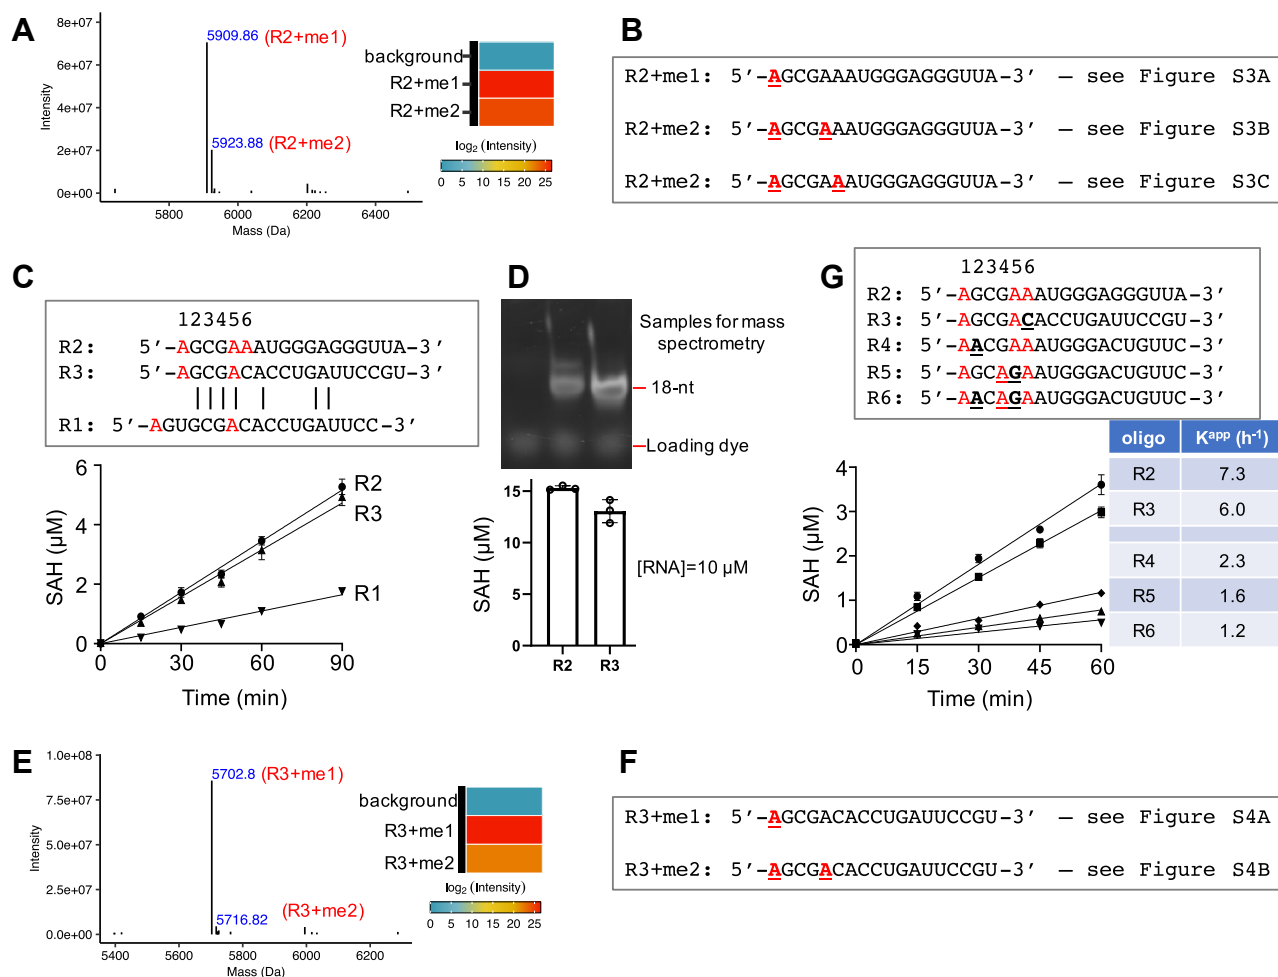 A
8e+07
6e+07
4e+07
2e+07
0e+00
Intensity
5909.86 (R2+me1)
5923.88 (R2+me2)
5800 6000 6200 6400
Mass (Da)
background
R2+me1
R2+me2
log2 (Intensity)
0 5 10 15 20 25
B
R2+me1: 5’-AGCGAAAUGGGAGGGUUA-3’ – see Figure S3A
R2+me2: 5’-AGCGAAAUGGGAGGGUUA-3’ – see Figure S3B
R2+me2: 5’-AGCGAAAUGGGAGGGUUA-3’ – see Figure S3C
C
123456
R2: 5’-AGCGAAAUGGGAGGGUUA-3’
R3: 5’-AGCGACACCUGAUUCCGU-3’
R1: 5’-AGUGCGACACCUGAUUCC-3’
6
4
2
0
SAH (µM)
R2
R3
R1
0 30 60 90
Time (min)
D
Samples for mass
spectrometry
18-nt
Loading dye
15
10
5
0
SAH (µM)
[RNA]=10 µM
R2 R3
G
123456
R2: 5’-AGCGAAAUGGGAGGGUUA-3’
R3: 5’-AGCGACACCUGAUUCCGU-3’
R4: 5’-AACGAAAUGGGACUGUUC-3’
R5: 5’-AGCAGAAUGGGACUGUUC-3’
R6: 5’-AACAGAAUGGGACUGUUC-3’
4
3
2
1
0
SAH (µM)
0 15 30 45 60
Time (min)
oligo Kapp (h-1)
R2 7.3
R3 6.0
R4 2.3
R5 1.6
R6 1.2
E
1.0e+08
7.5e+07
5.0e+07
2.5e+07
0.0e+00
Intensity
5702.8 (R3+me1)
5716.82 (R3+me2)
5400 5600 5800 6000 6200
Mass (Da)
background
R3+me1
R3+me2
log2 (Intensity)
0 5 10 15 20 25
F
R3+me1: 5’-AGCGACACCUGAUUCCGU-3’ – see Figure S4A
R3+me2: 5’-AGCGACACCUGAUUCCGU-3’ – see Figure S4B